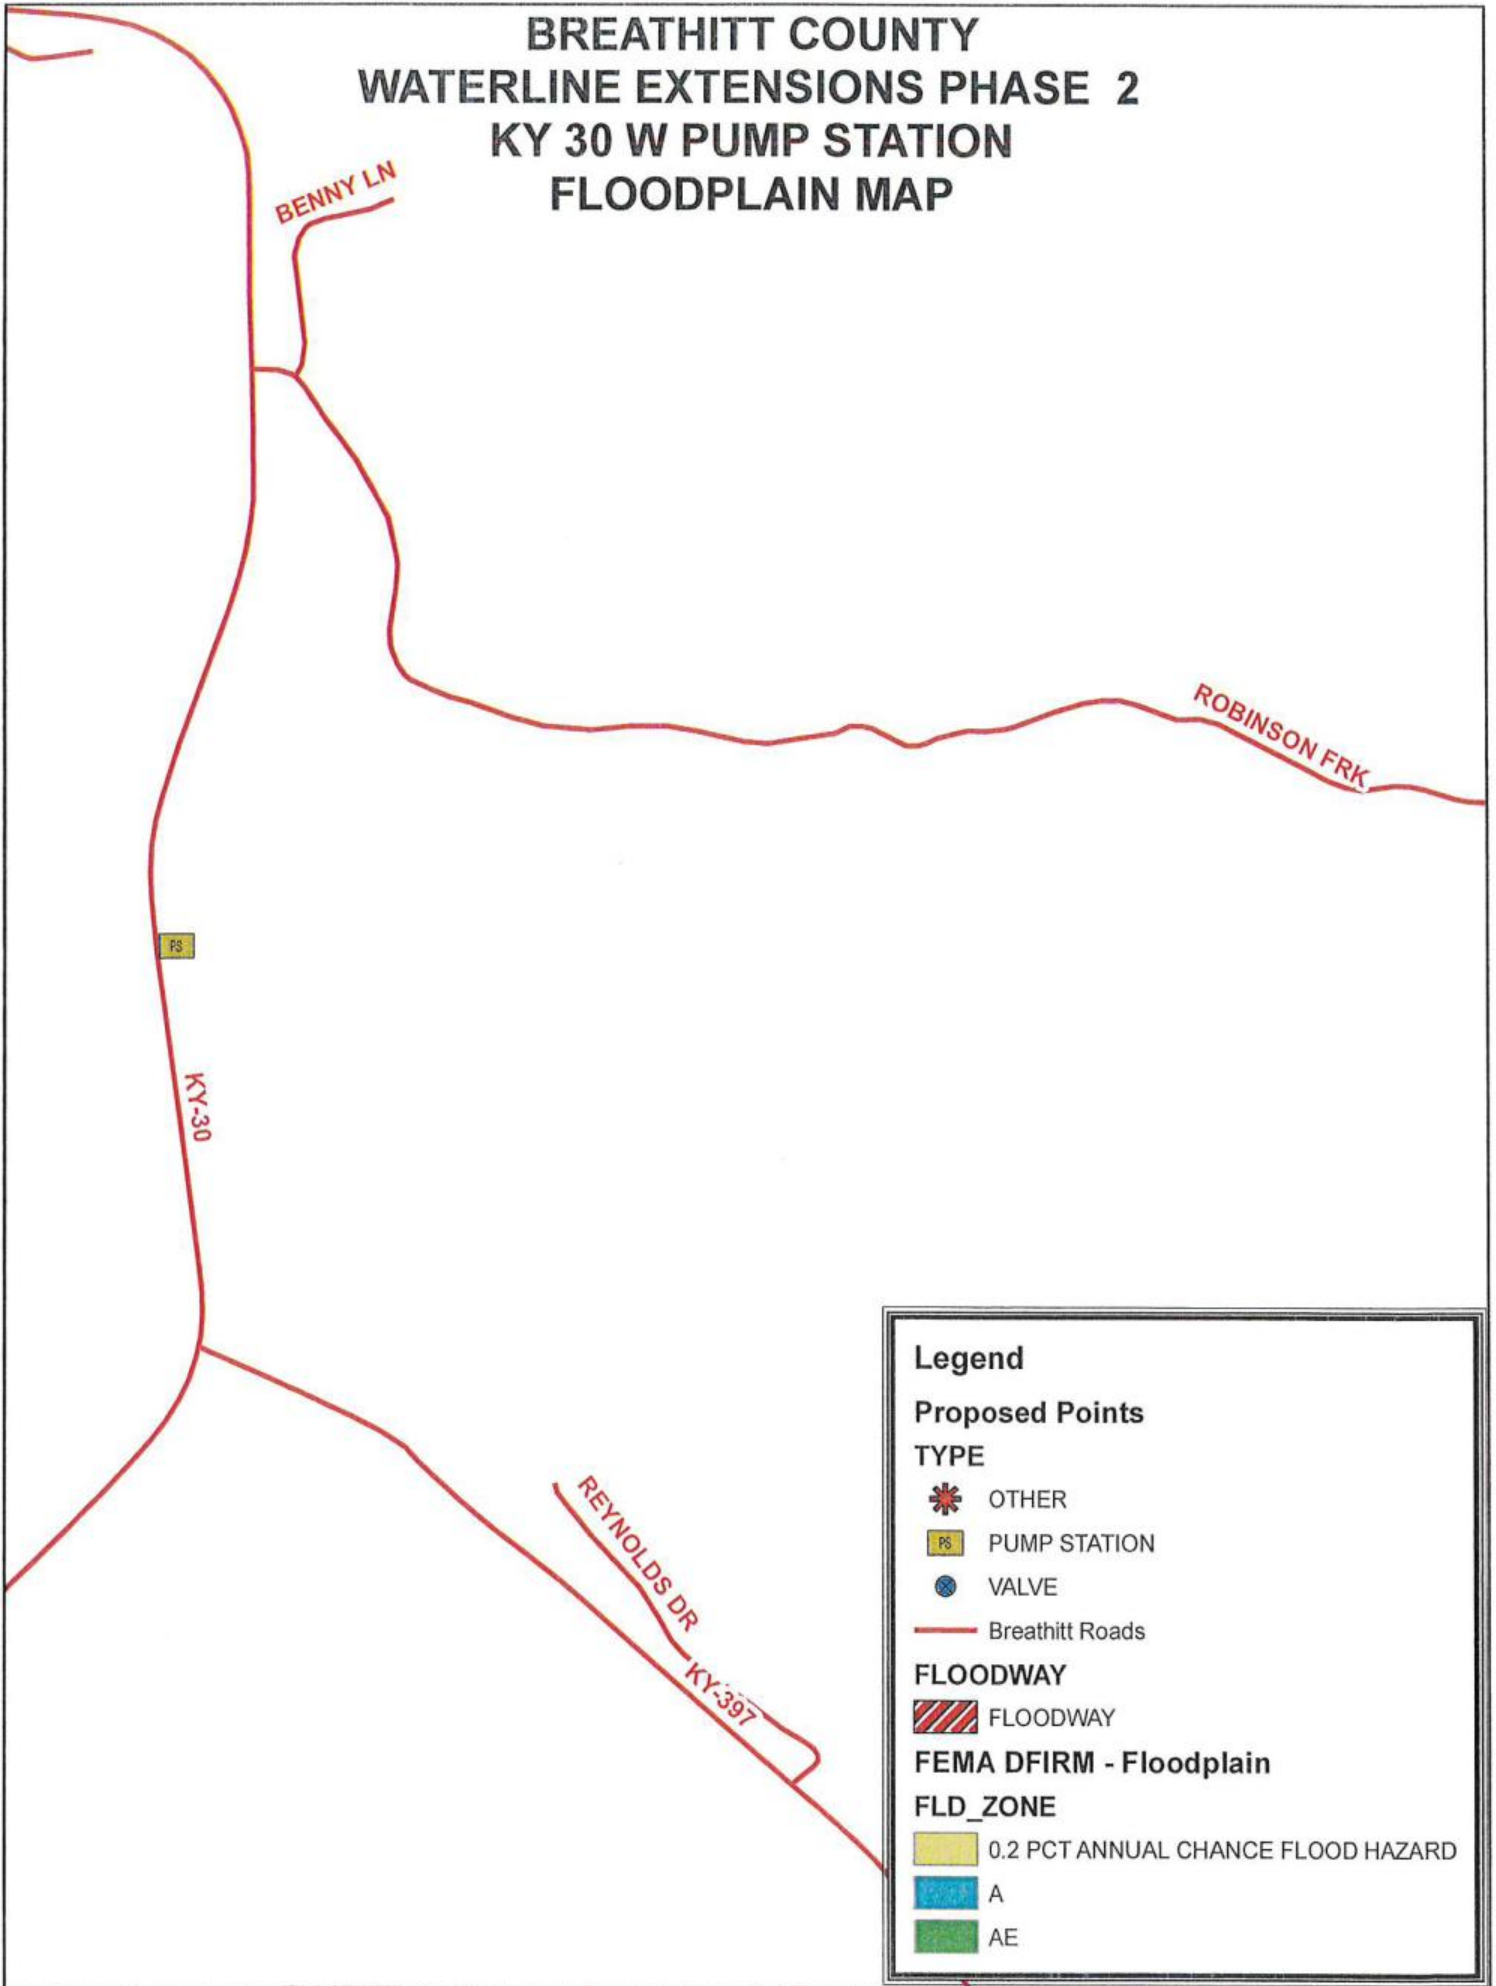 BREATHITT COUNTY
WATERLINE EXTENSIONS PHASE 2
KY 30 W PUMP STATION
FLOODPLAIN MAP
BENNY LN
ROBINSON FRK
PS
KY-30
REYNOLDS DR
KY-397
Legend
Proposed Points
TYPE
OTHER
PS PUMP STATION
VALVE
Breathitt Roads
FLOODWAY
FLOODWAY
FEMA DFIRM - Floodplain
FLD_ZONE
0.2 PCT ANNUAL CHANCE FLOOD HAZARD
A
AE